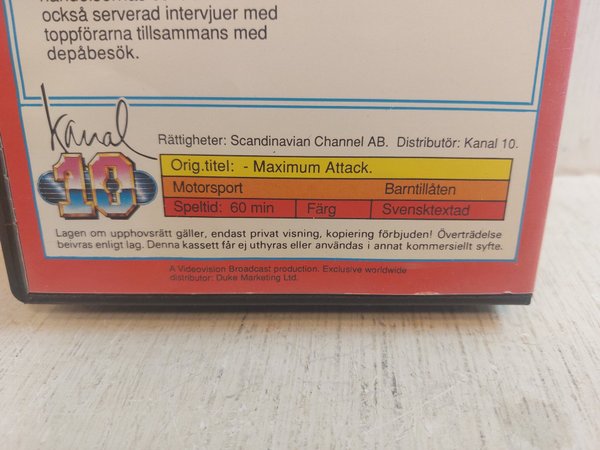 också serverad intervjuer med
toppförarna tillsammans med
depåbesök.
Kanal
10
Rättigheter: Scandinavian Channel AB. Distributör: Kanal 10.
Orig.titel: - Maximum Attack.
Motorsport Barntillåten
Speltid: 60 min Färg Svensktextad
Lagen om upphovsrätt gäller, endast privat visning, kopiering förbjuden! Överträdelse
beivras enligt lag. Denna kassett får ej uthyras eller användas i annat kommersiellt syfte.
A Videovision Broadcast production. Exclusive worldwide
distributor: Duke Marketing Ltd.